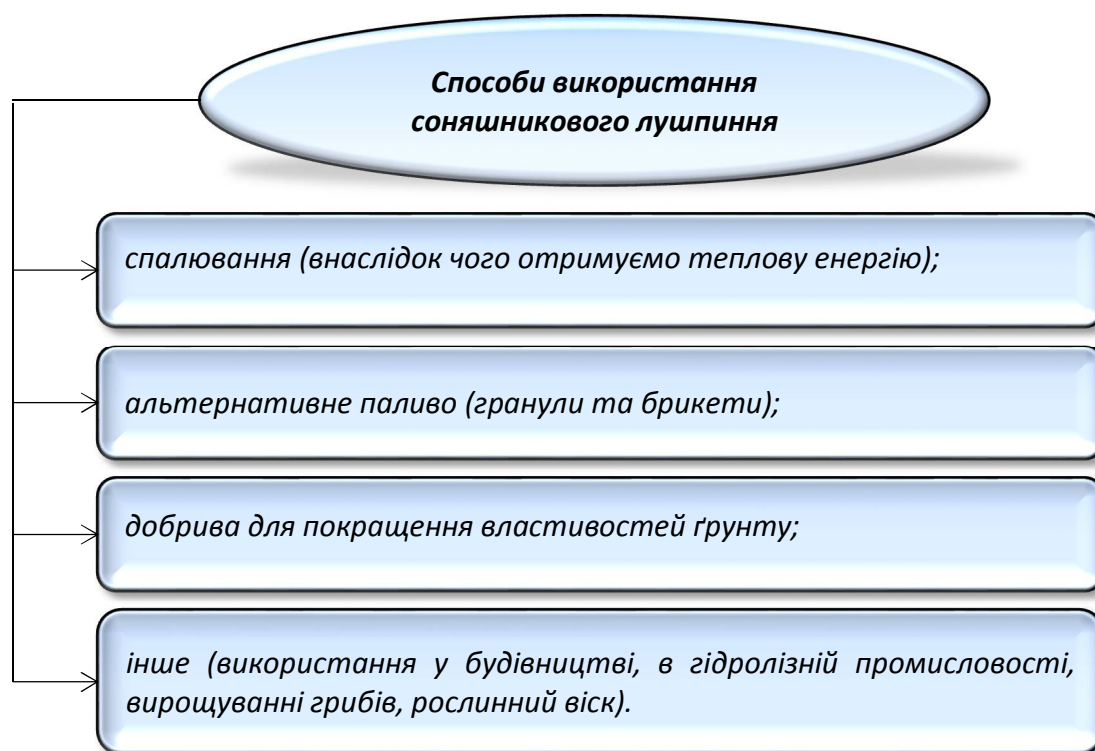 Способи використання
соняшникового лушпиння
спалювання (внаслідок чого отримуємо теплову енергію);
альтернативне паливо (гранули та брикети);
добрива для покращення властивостей ґрунту;
інше (використання у будівництві, в гідролізній промисловості,
вирощуванні грибів, рослинний віск).